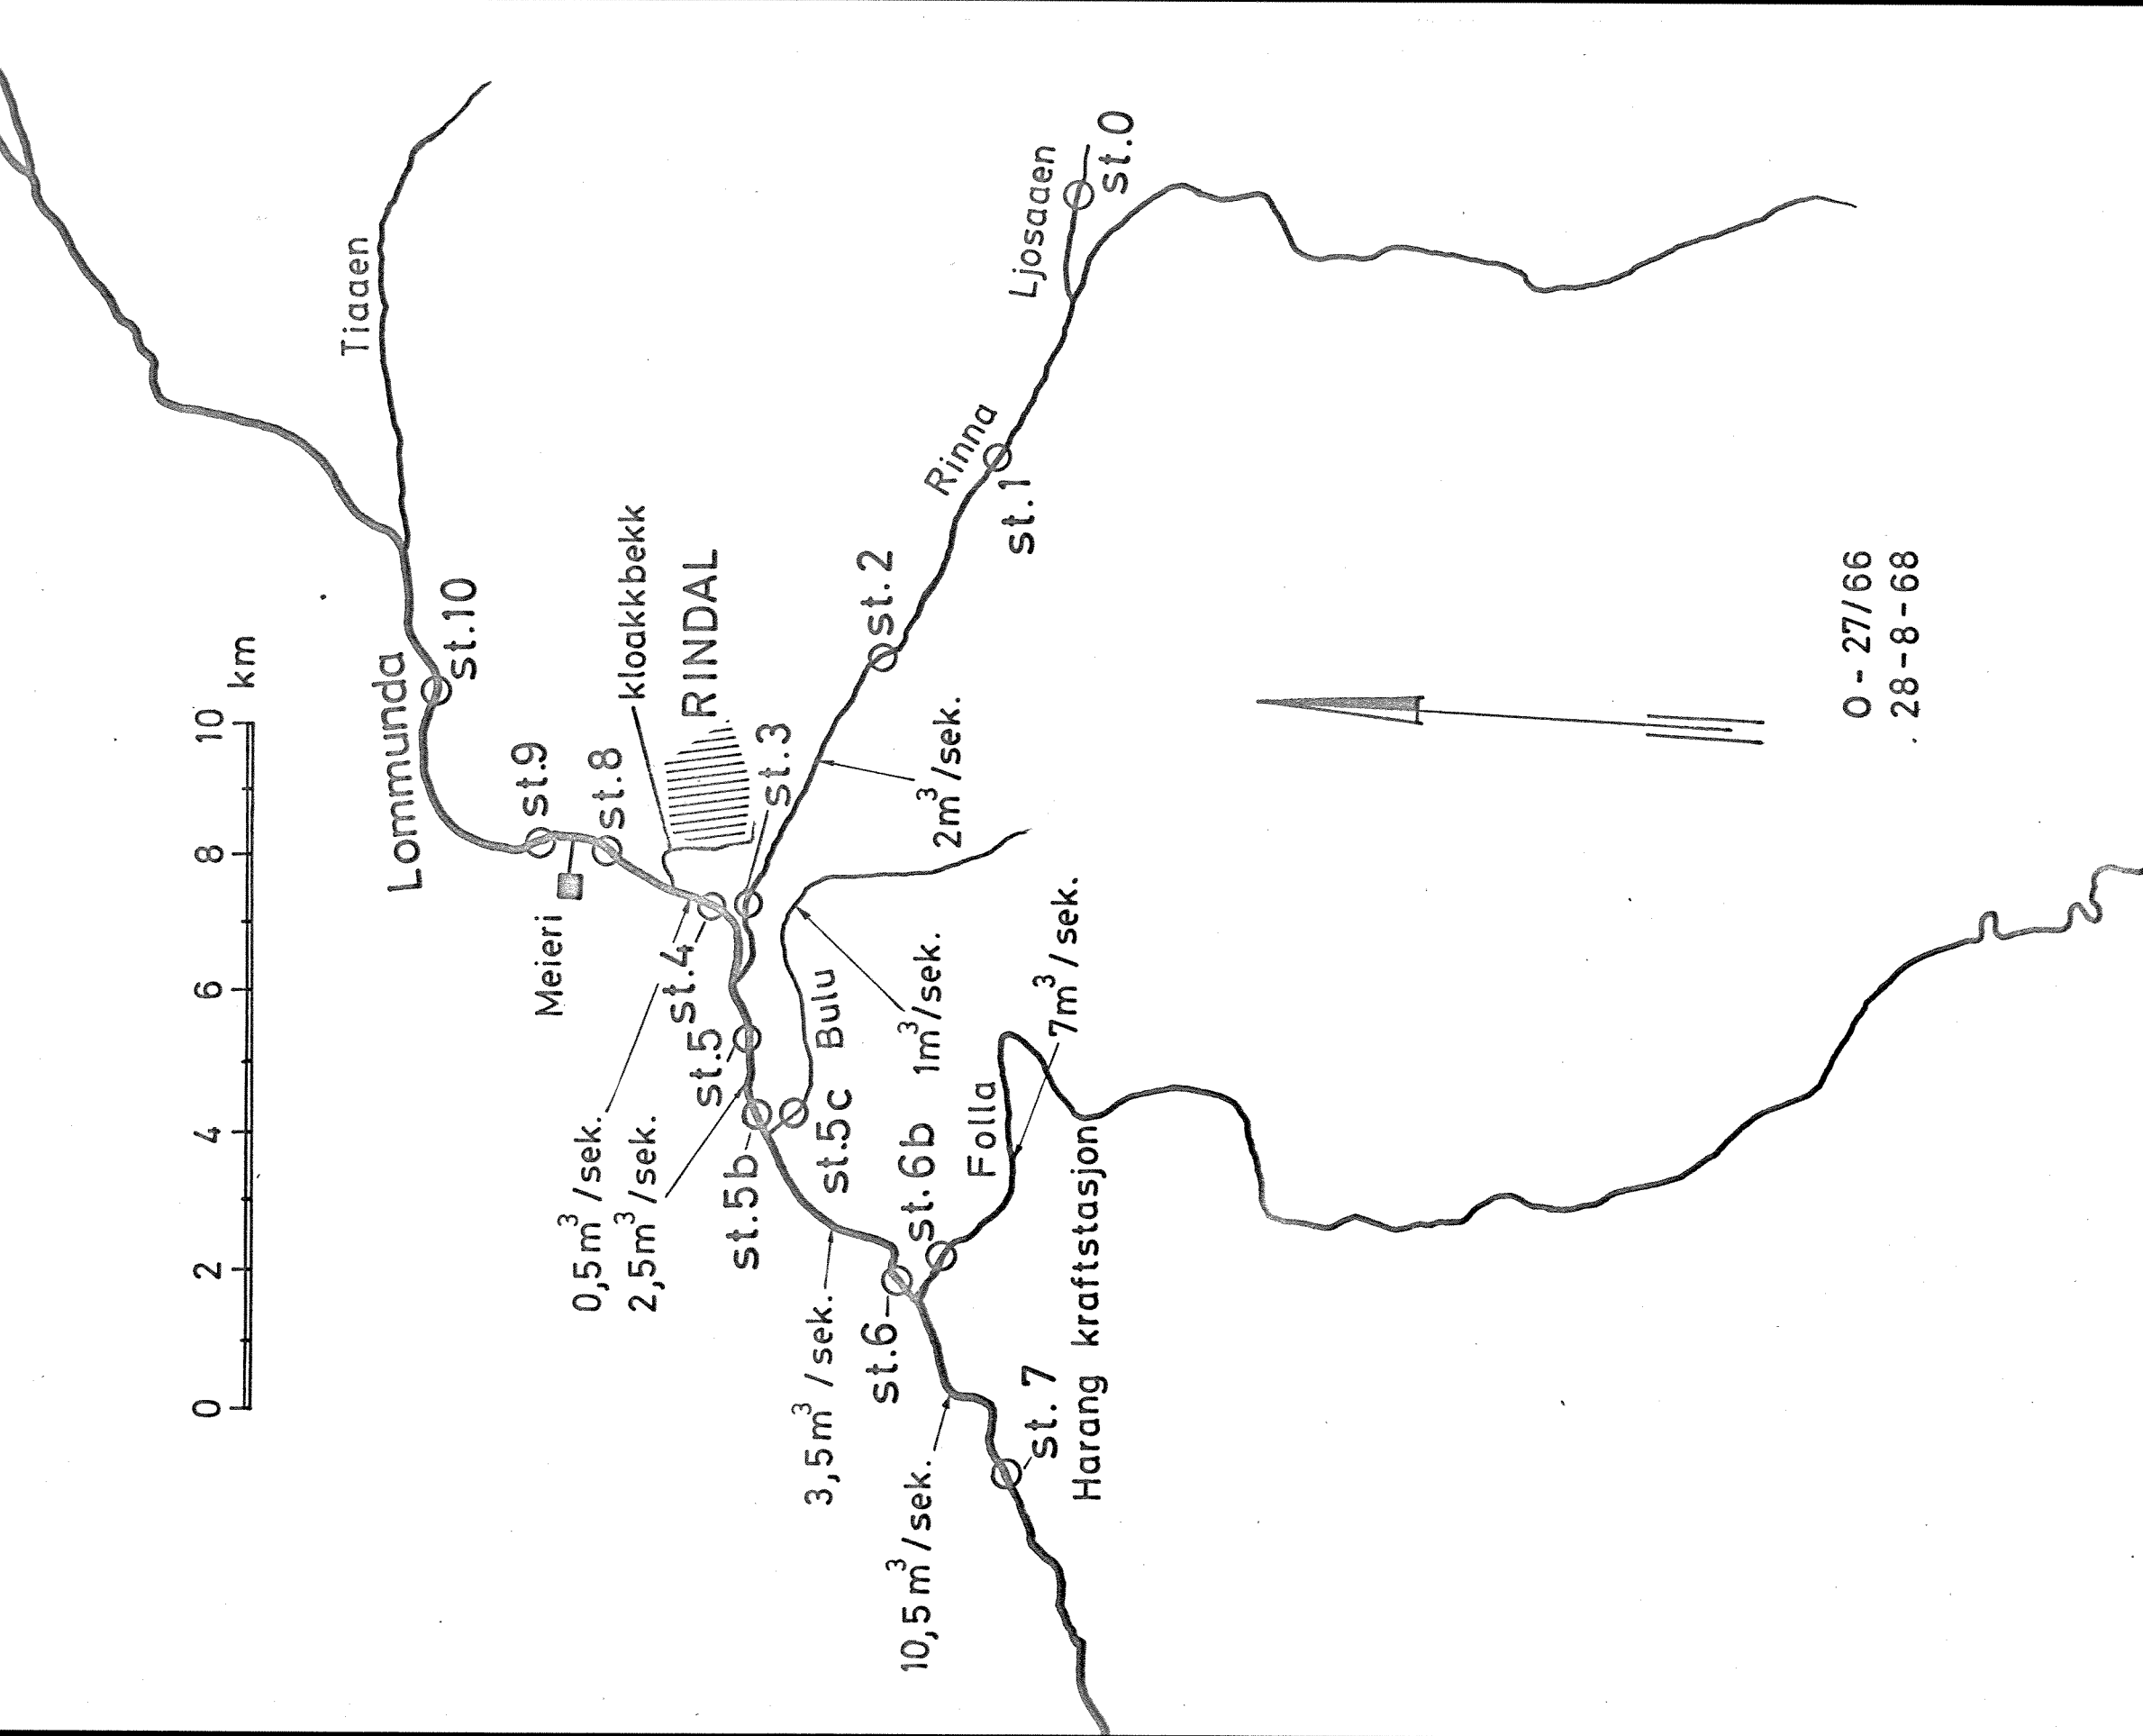 0 2 4 6 8 10 km
Lommunda
Tiaaen
st.10
st.9
st.8
Meieri
kloakkbekk
RINDAL
st.3
st.4
st.5
0,5m³/sek.
2,5m³/sek.
st.5b
st.5c
Bulu
st.2
2m³/sek.
Rinna
st.1
Ljosaaen
st.0
1m³/sek.
7m³/sek.
Folla
st.6b
st.6
3,5m³/sek.
10,5m³/sek.
st.7
Harang kraftstasjon
0-27/66
28-8-68